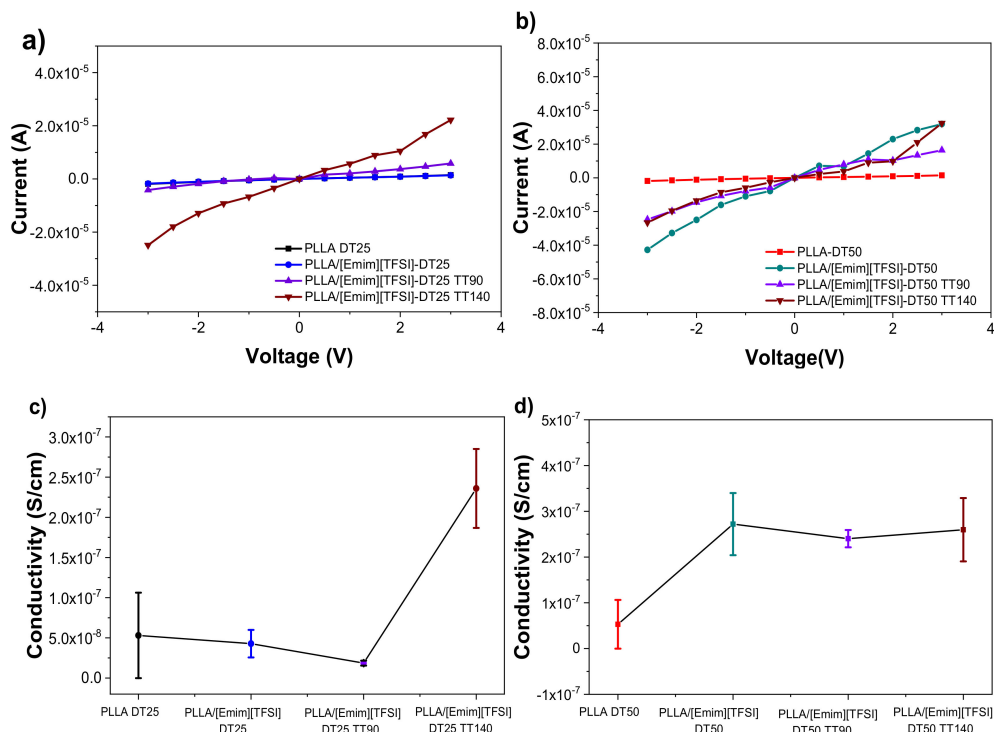 a)
4.0x10⁻⁵
2.0x10⁻⁵
0.0
-2.0x10⁻⁵
-4.0x10⁻⁵
Current (A)
-4
-2
0
2
4
Voltage (V)
PLLA DT25
PLLA/[Emim][TFSI]-DT25
PLLA/[Emim][TFSI]-DT25 TT90
PLLA/[Emim][TFSI]-DT25 TT140
b)
8.0x10⁻⁵
6.0x10⁻⁵
4.0x10⁻⁵
2.0x10⁻⁵
0.0
-2.0x10⁻⁵
-4.0x10⁻⁵
-6.0x10⁻⁵
-8.0x10⁻⁵
Current (A)
-4
-2
0
2
4
Voltage(V)
PLLA-DT50
PLLA/[Emim][TFSI]-DT50
PLLA/[Emim][TFSI]-DT50 TT90
PLLA/[Emim][TFSI]-DT50 TT140
c)
3.0x10⁻⁷
2.5x10⁻⁷
2.0x10⁻⁷
1.5x10⁻⁷
1.0x10⁻⁷
5.0x10⁻⁸
0.0
Conductivity (S/cm)
PLLA DT25
PLLA/[Emim][TFSI]
DT25
PLLA/[Emim][TFSI]
DT25 TT90
PLLA/[Emim][TFSI]
DT25 TT140
d)
5x10⁻⁷
4x10⁻⁷
3x10⁻⁷
2x10⁻⁷
1x10⁻⁷
0
-1x10⁻⁷
Conductivity (S/cm)
PLLA DT50
PLLA/[Emim][TFSI]
DT50
PLLA/[Emim][TFSI]
DT50 TT90
PLLA/[Emim][TFSI]
DT50 TT140